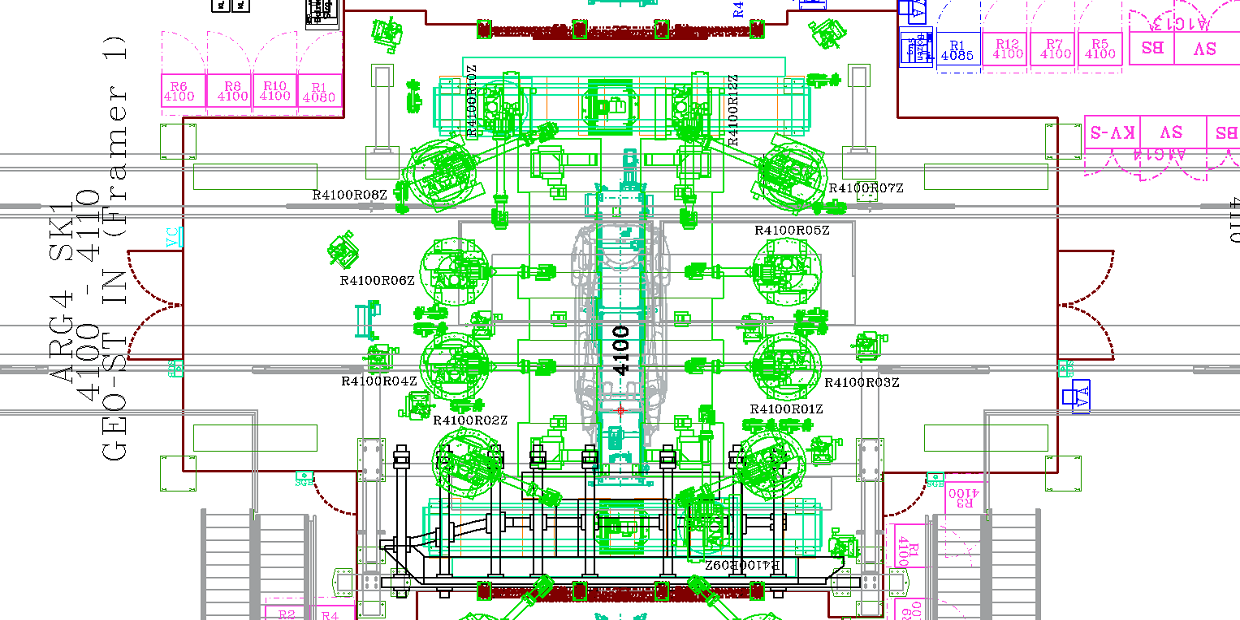 R6
4100
R8
4100
R10
4100
R1
4080
R4
R1
4085
R12
4100
R7
4100
R5
4100
BS
SV
A1G13
KV-S
SV
BS
A1G14
ARG4 SK1
4100 - 4110
GEO-ST IN (Framer 1)
VC
R4100R10Z
R4100R12Z
R4100R08Z
R4100R07Z
R4100R05Z
R4100R06Z
4100
R4100R04Z
R4100R03Z
R4100R02Z
R4100R01Z
R4100R09Z
VA
4110
R3
4100
R1
4100
R2
R4